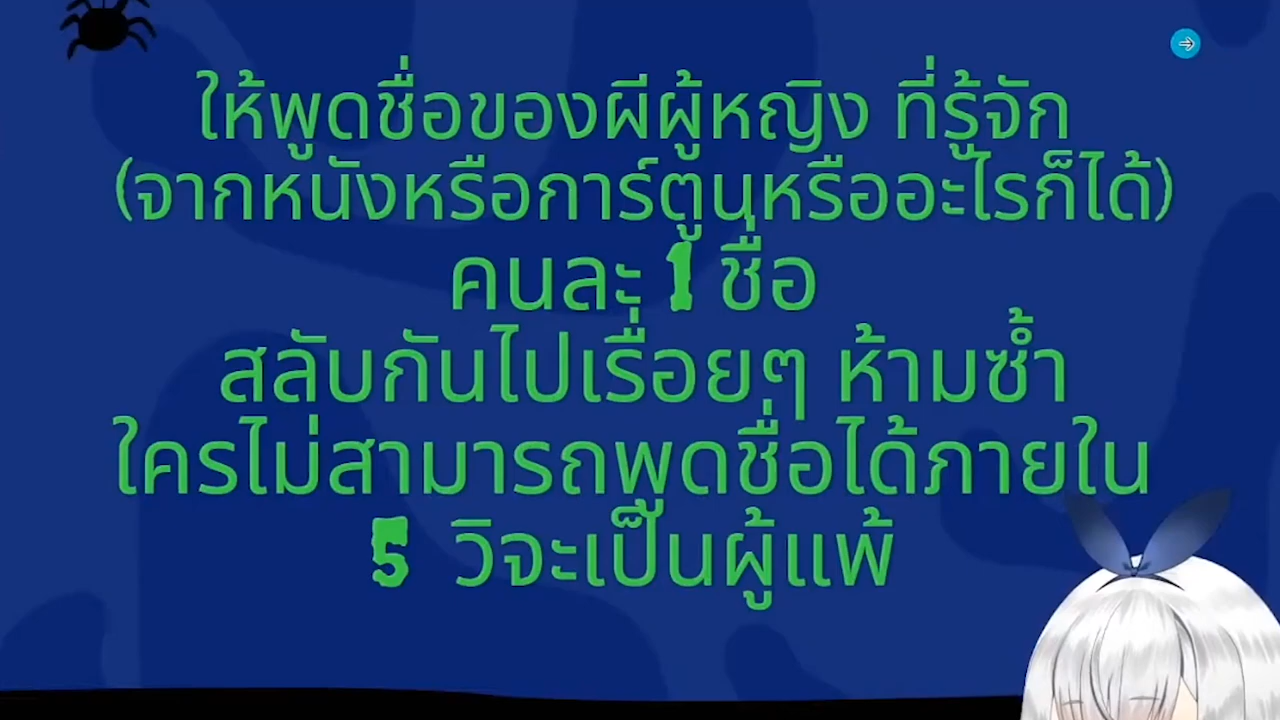 ให้พูดชื่อของผีผู้หญิง ที่รู้จัก
(จากหนังหรือการ์ตูนหรืออะไรก็ได้)
คนละ 1 ชื่อ
สลับกันไปเรื่อยๆ ห้ามซ้ำ
ใครไม่สามารถพูดชื่อได้ภายใน
5 วิจะเป็นผู้แพ้